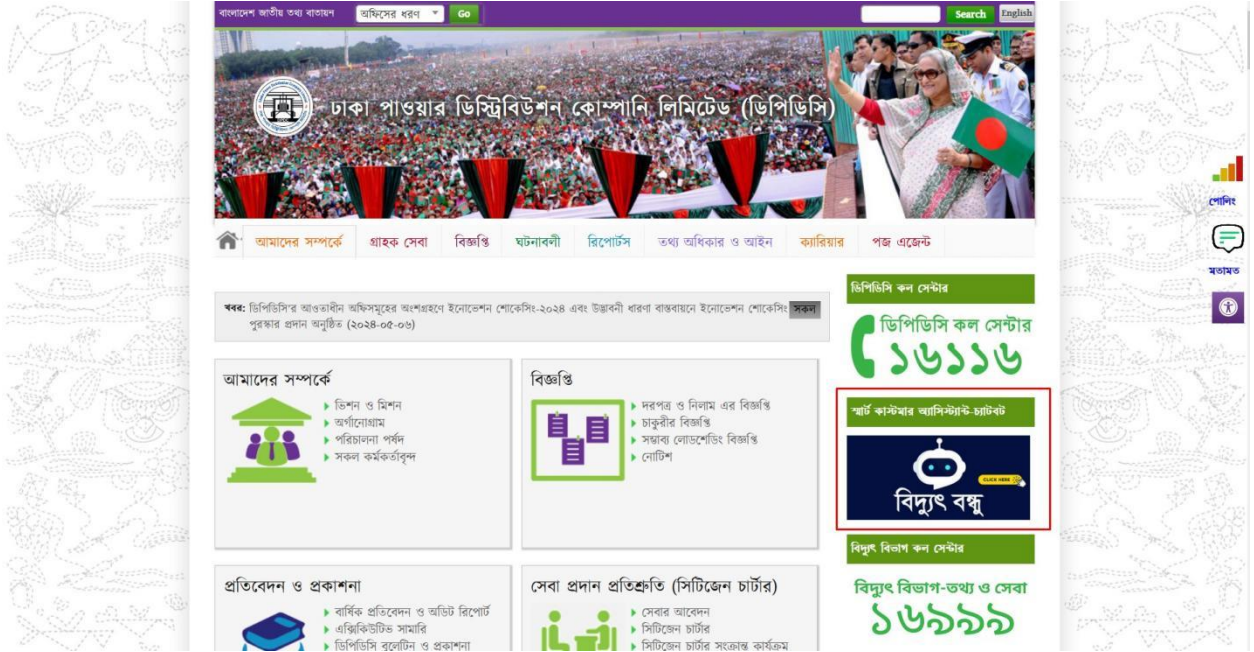 বাংলাদেশ জাতীয় তথ্য বাতায়ন
অফিসের ধরণ
Go
Search
English
ঢাকা পাওয়ার ডিস্ট্রিবিউশন কোম্পানি লিমিটেড (ডিপিডিসি)
আমাদের সম্পর্কে
গ্রাহক সেবা
বিজ্ঞপ্তি
ঘটনাবলী
রিপোর্টস
তথ্য অধিকার ও আইন
ক্যারিয়ার
পজ এজেন্ট
খবর: ডিপিডিসি'র আওতাধীন অফিসমূহের অংশগ্রহণে ইনোভেশন শোকেসিং-২০২৪ এবং উদ্ভাবনী ধারণা বাস্তবায়নে ইনোভেশন শোকেসিং
পুরস্কার প্রদান অনুষ্ঠিত (২০২৪-০৫-০৬)
সকল
আমাদের সম্পর্কে
ভিশন ও মিশন
অর্গানোগ্রাম
পরিচালনা পর্ষদ
সকল কর্মকর্তাবৃন্দ
বিজ্ঞপ্তি
দরপত্র ও নিলাম এর বিজ্ঞপ্তি
চাকুরীর বিজ্ঞপ্তি
সম্ভাব্য লোডশেডিং বিজ্ঞপ্তি
নোটিশ
প্রতিবেদন ও প্রকাশনা
বার্ষিক প্রতিবেদন ও অডিট রিপোর্ট
এক্সিকিউটিভ সামারি
ডিপিডিসি বুলেটিন ও প্রকাশনা
সেবা প্রদান প্রতিশ্রুতি (সিটিজেন চার্টার)
সেবার আবেদন
সিটিজেন চার্টার
সিটিজেন চার্টার সংক্রান্ত কার্যক্রম
ডিপিডিসি কল সেন্টার
ডিপিডিসি কল সেন্টার
১৬১১৬
স্মার্ট কাস্টমার অ্যাসিস্ট্যান্ট-চ্যাটবট
CLICK HERE
বিদ্যুৎ বন্ধু
বিদ্যুৎ বিভাগ কল সেন্টার
বিদ্যুৎ বিভাগ-তথ্য ও সেবা
১৬৯৯৯
পোলিং
মতামত